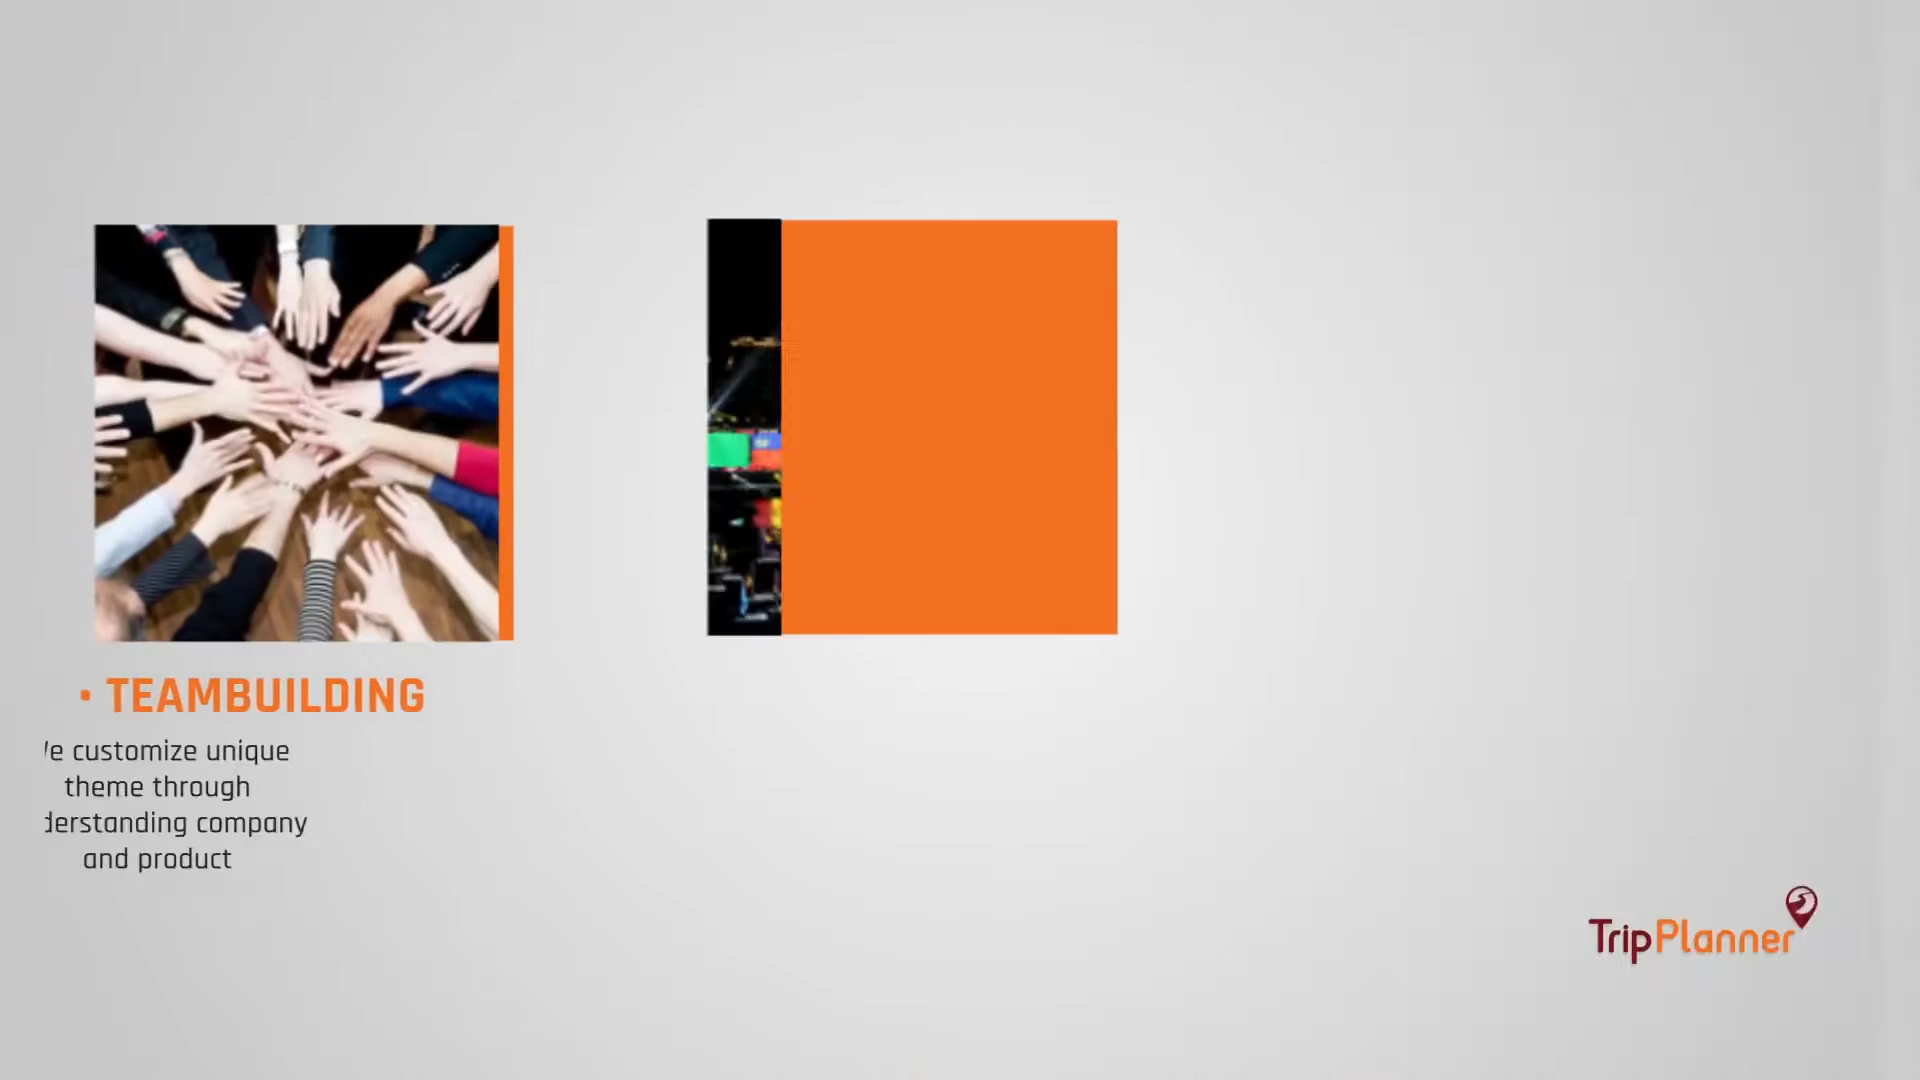 • TEAMBUILDING
e customize unique
theme through
derstanding company
and product
TripPlanner